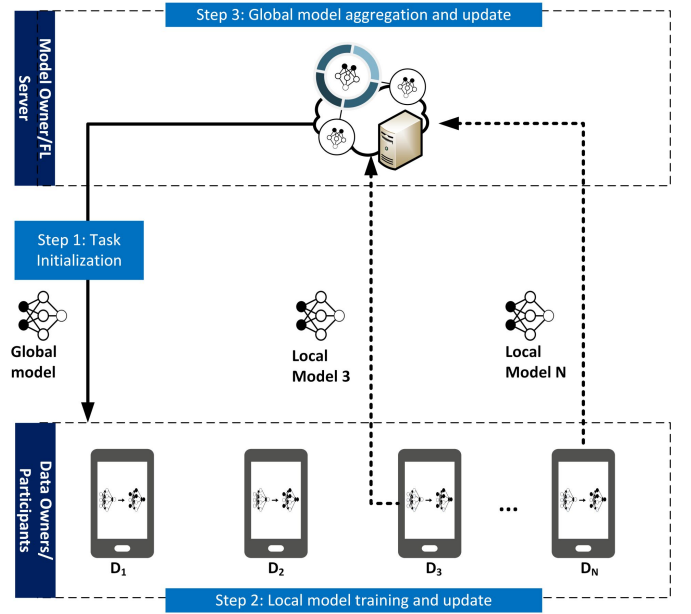 Step 3: Global model aggregation and update
Model Owner/FL
Server
Step 1: Task
Initialization
Global
model
Local
Model 3
Local
Model N
Data Owners/
Participants
D1
D2
D3
...
DN
Step 2: Local model training and update